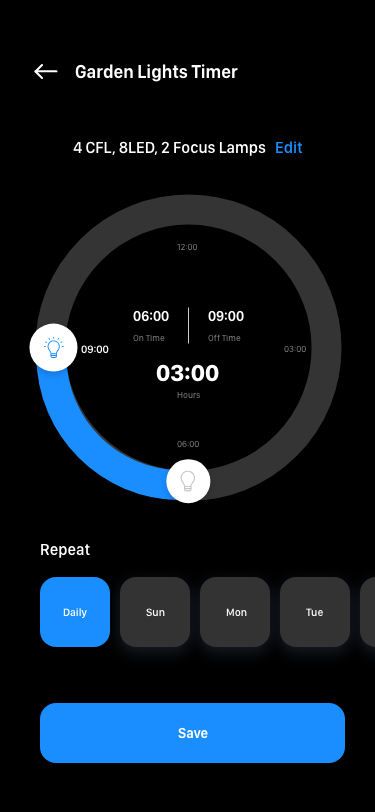 Garden Lights Timer
4 CFL, 8LED, 2 Focus Lamps Edit
12:00
06:00 09:00
On Time Off Time
09:00
03:00
03:00
Hours
06:00
Repeat
Daily Sun Mon Tue
Save